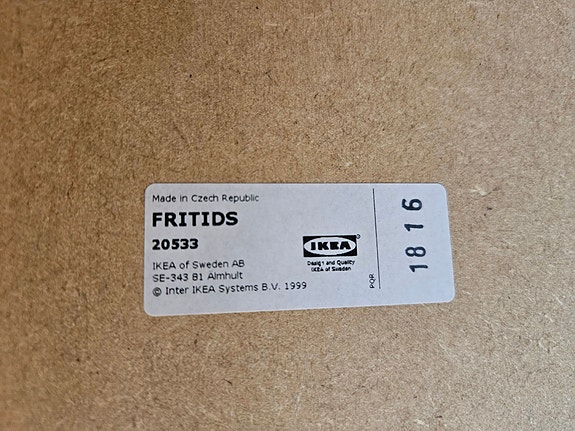 Made in Czech Republic
FRITIDS
20533
IKEA of Sweden AB
SE-343 81 Älmhult
© Inter IKEA Systems B.V. 1999
IKEA
Design and Quality
IKEA of Sweden
PQR
1816